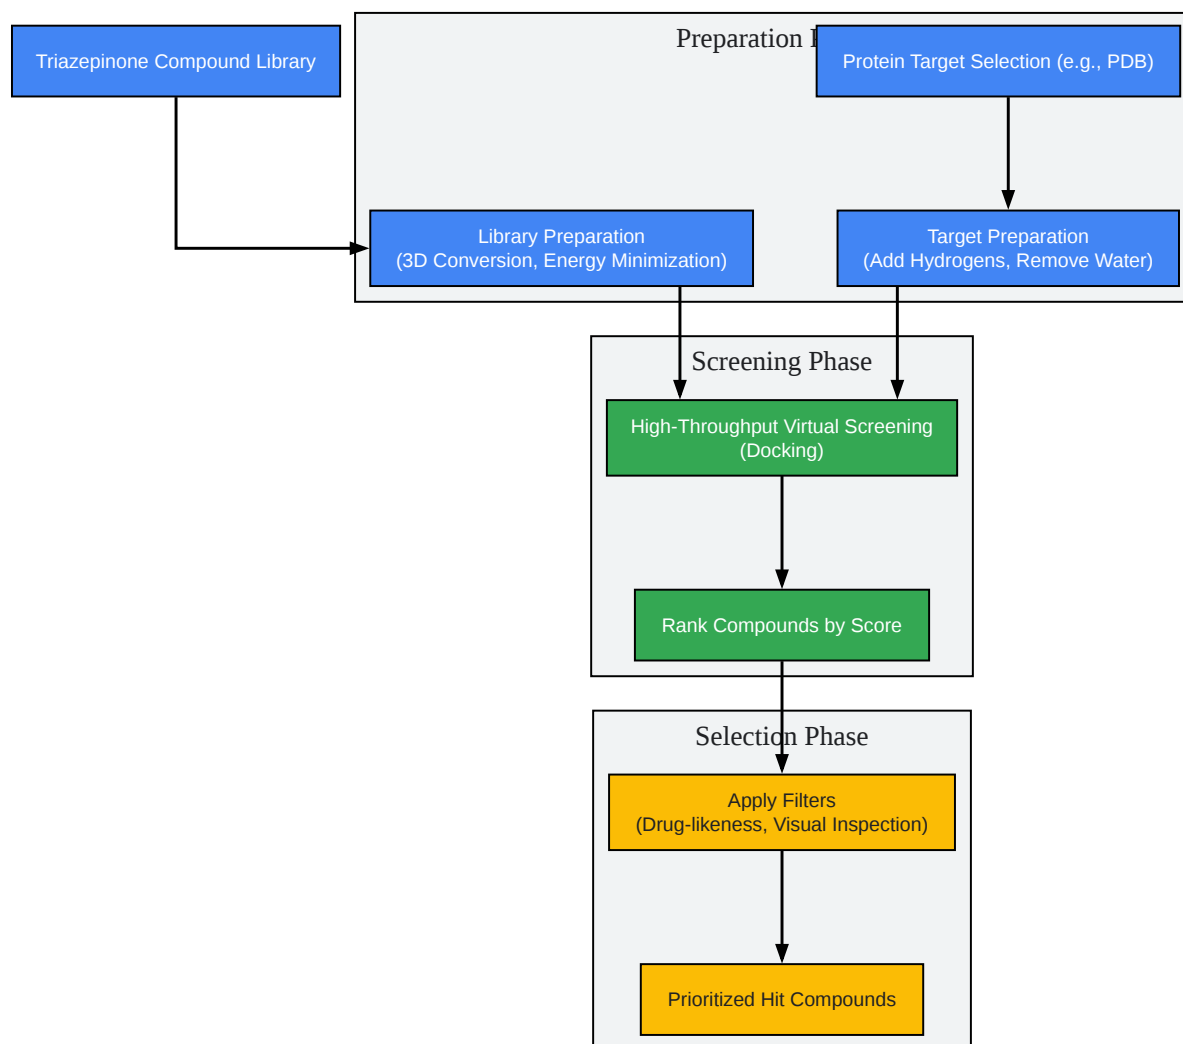 Preparation
Triazepinone Compound Library
Protein Target Selection (e.g., PDB)
Library Preparation
(3D Conversion, Energy Minimization)
Target Preparation
(Add Hydrogens, Remove Water)
Screening Phase
High-Throughput Virtual Screening
(Docking)
Rank Compounds by Score
Selection Phase
Apply Filters
(Drug-likeness, Visual Inspection)
Prioritized Hit Compounds